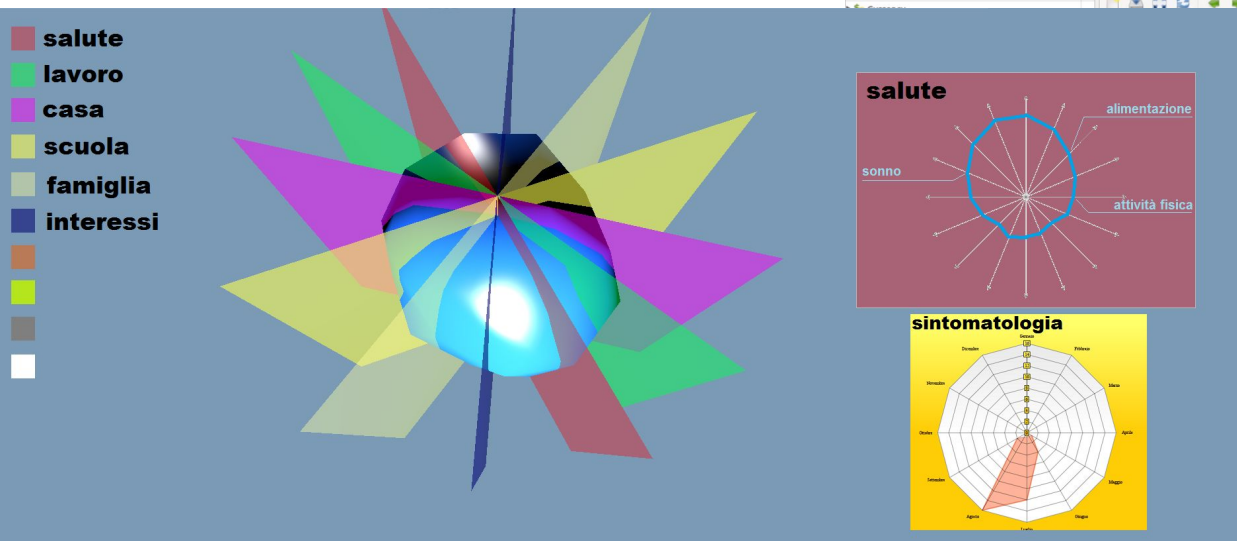 salute
lavoro
casa
scuola
famiglia
interessi
salute
alimentazione
sonno
attività fisica
sintomatologia
Gennaio
Dicembre
Febbraio
Novembre
Marzo
Ottobre
Aprile
Settembre
Maggio
Agosto
Giugno